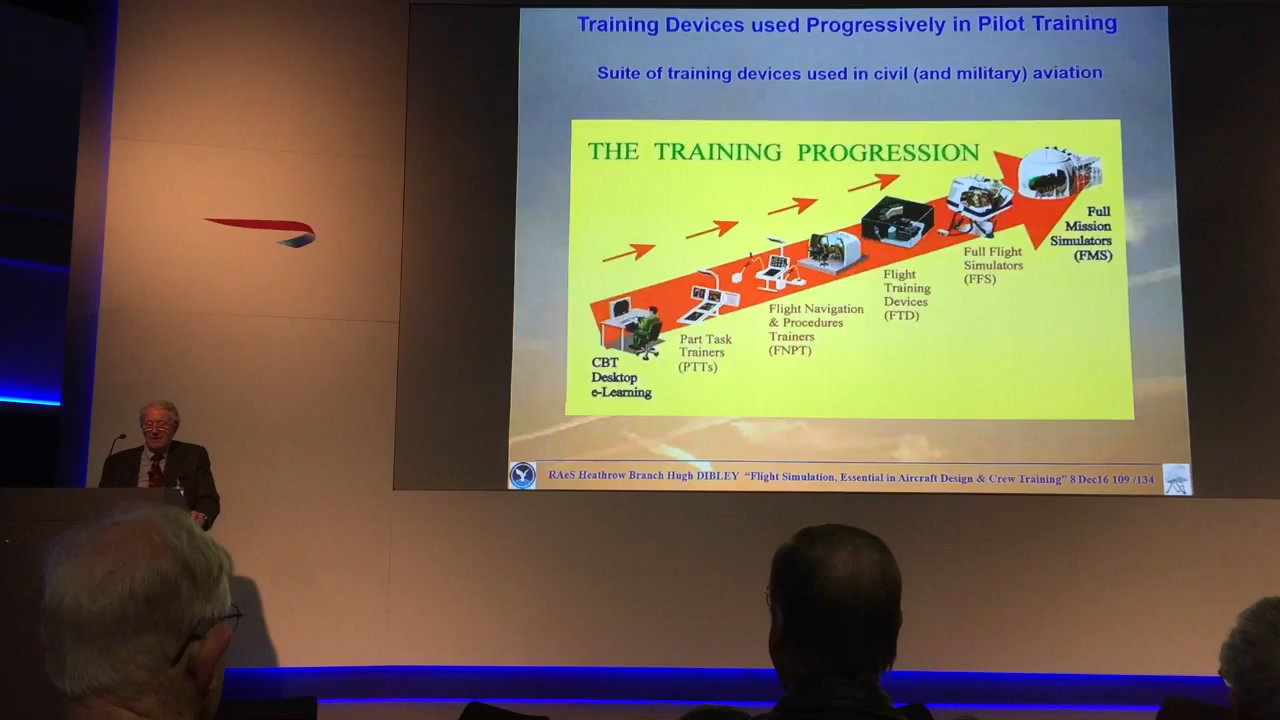 Training Devices used Progressively in Pilot Training
Suite of training devices used in civil (and military) aviation
THE TRAINING PROGRESSION
CBT
Desktop
e-Learning
Part Task
Trainers
(PTTs)
Flight Navigation
& Procedures
Trainers
(FNPT)
Flight
Training
Devices
(FTD)
Full Flight
Simulators
(FFS)
Full
Mission
Simulators
(FMS)
RAeS Heathrow Branch Hugh DIBLEY "Flight Simulation, Essential in Aircraft Design & Crew Training" 8 Dec16 109 /134